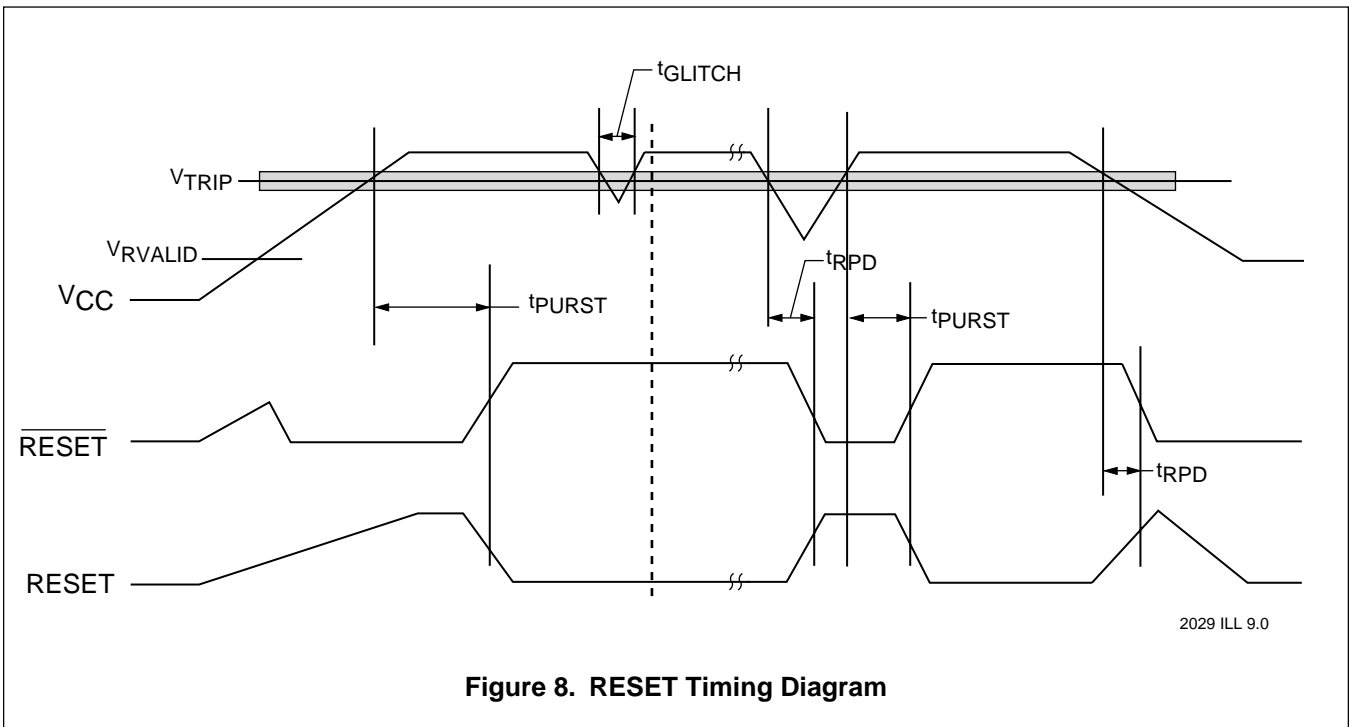 tGLITCH
VTRIP
VRVALID
tRPD
VCC
tPURST
tPURST
RESET
tRPD
RESET
2029 ILL 9.0
Figure 8. RESET Timing Diagram